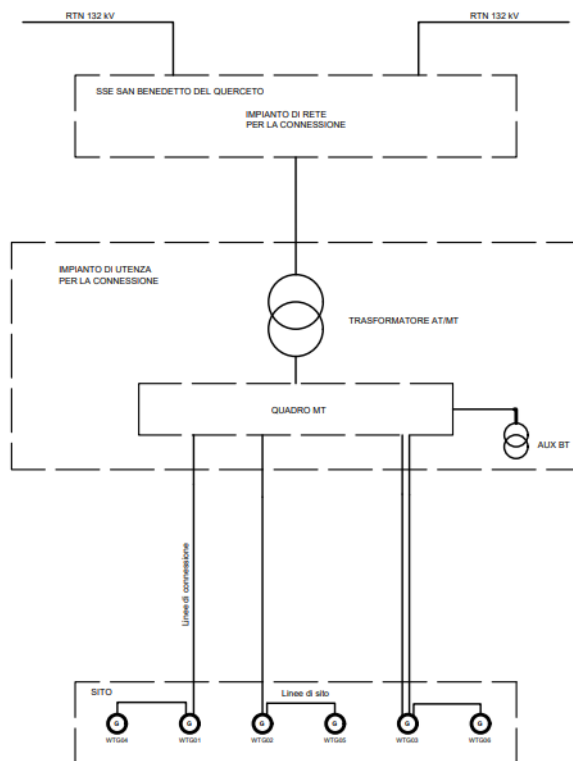 RTN 132 kV
RTN 132 kV
SSE SAN BENEDETTO DEL QUERCETO
IMPIANTO DI RETE
PER LA CONNESSIONE
IMPIANTO DI UTENZA
PER LA CONNESSIONE
TRASFORMATORE AT/MT
QUADRO MT
AUX BT
Linee di connessione
SITO
Linee di sito
G
G
G
G
G
G
WTG04
WTG01
WTG02
WTG05
WTG03
WTG06